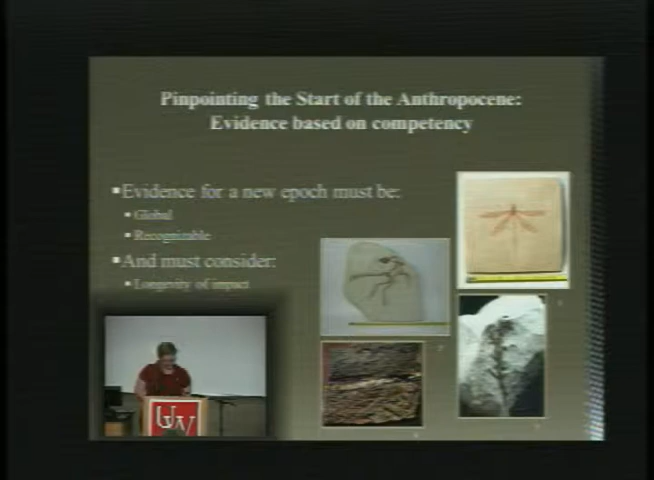 Pinpointing the Start of the Anthropocene:
Evidence based on competency
▪Evidence for a new epoch must be:
▪ Global
▪ Recognizable
▪And must consider:
▪ Longevity of impact
UW